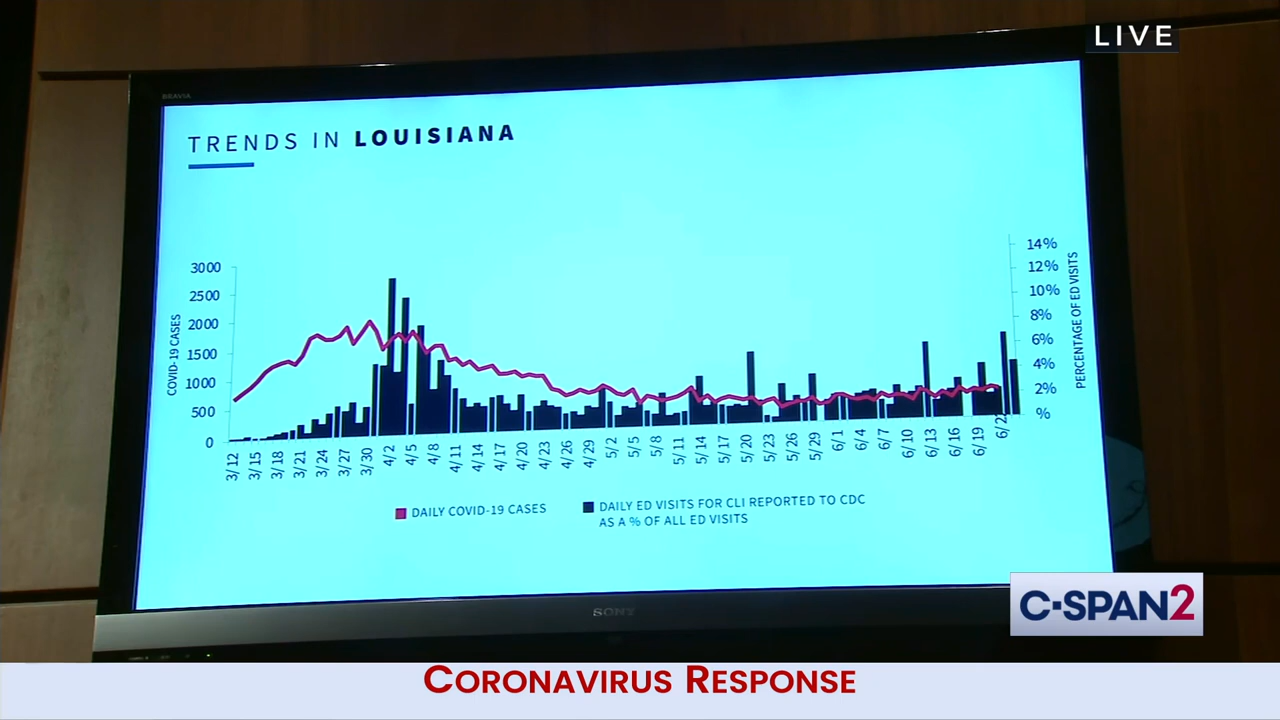 LIVE
BRAVIA
TRENDS IN LOUISIANA
COVID-19 CASES
3000
2500
2000
1500
1000
500
0
14%
12%
10%
8%
6%
4%
2%
%
PERCENTAGE OF ED VISITS
3/12 3/15 3/18 3/21 3/24 3/27 3/30 4/2 4/5 4/8 4/11 4/14 4/17 4/20 4/23 4/26 4/29 5/2 5/5 5/8 5/11 5/14 5/17 5/20 5/23 5/26 5/29 6/1 6/4 6/7 6/10 6/13 6/16 6/19 6/22
DAILY COVID-19 CASES
DAILY ED VISITS FOR CLI REPORTED TO CDC
AS A % OF ALL ED VISITS
SONY
C-SPAN2
CORONAVIRUS RESPONSE